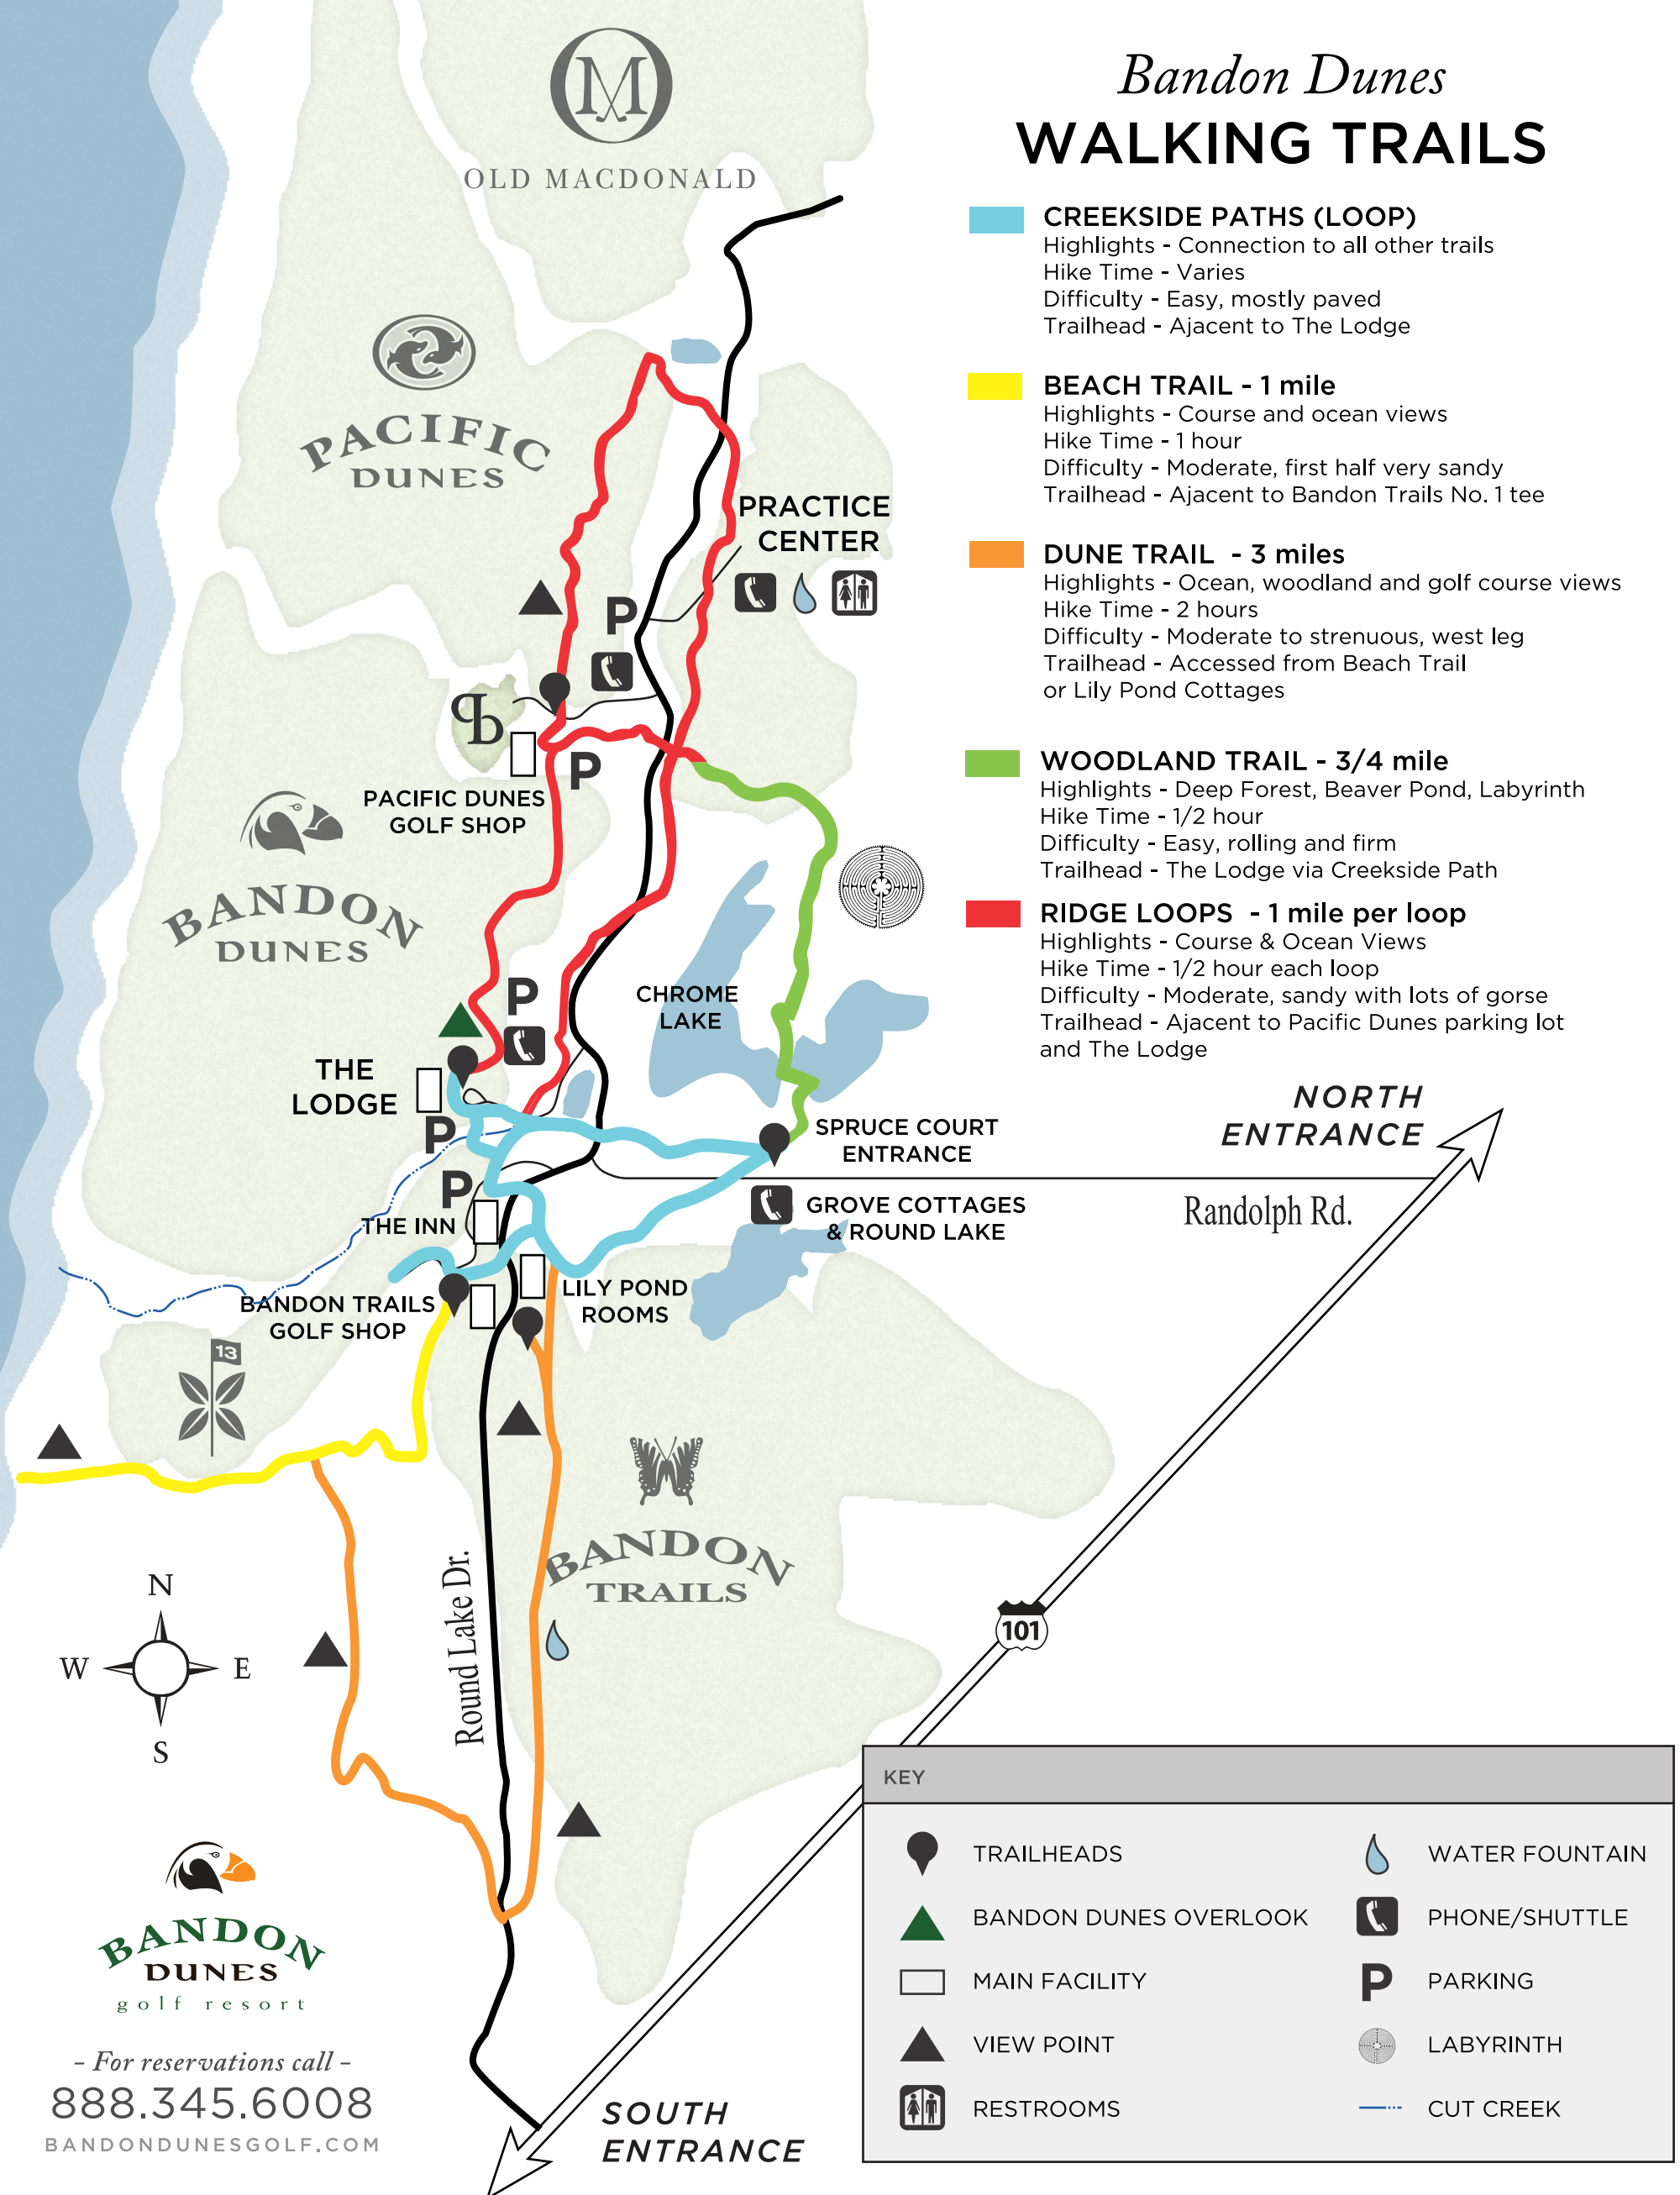 Bandon Dunes
WALKING TRAILS
CREEKSIDE PATHS (LOOP)
Highlights - Connection to all other trails
Hike Time - Varies
Difficulty - Easy, mostly paved
Trailhead - Ajacent to The Lodge
BEACH TRAIL - 1 mile
Highlights - Course and ocean views
Hike Time - 1 hour
Difficulty - Moderate, first half very sandy
Trailhead - Ajacent to Bandon Trails No. 1 tee
DUNE TRAIL - 3 miles
Highlights - Ocean, woodland and golf course views
Hike Time - 2 hours
Difficulty - Moderate to strenuous, west leg
Trailhead - Accessed from Beach Trail
or Lily Pond Cottages
WOODLAND TRAIL - 3/4 mile
Highlights - Deep Forest, Beaver Pond, Labyrinth
Hike Time - 1/2 hour
Difficulty - Easy, rolling and firm
Trailhead - The Lodge via Creekside Path
RIDGE LOOPS - 1 mile per loop
Highlights - Course & Ocean Views
Hike Time - 1/2 hour each loop
Difficulty - Moderate, sandy with lots of gorse
Trailhead - Ajacent to Pacific Dunes parking lot
and The Lodge
OM
OLD MACDONALD
PACIFIC
DUNES
PRACTICE
CENTER
P
P
PACIFIC DUNES
GOLF SHOP
BANDON
DUNES
P
CHROME
LAKE
THE
LODGE
P
P
THE INN
SPRUCE COURT
ENTRANCE
GROVE COTTAGES
& ROUND LAKE
NORTH
ENTRANCE
Randolph Rd.
LILY POND
ROOMS
BANDON TRAILS
GOLF SHOP
13
BANDON
TRAILS
Round Lake Dr.
101
N
W
E
S
BANDON
DUNES
golf resort
- For reservations call -
888.345.6008
BANDONDUNESGOLF.COM
SOUTH
ENTRANCE
KEY
TRAILHEADS
BANDON DUNES OVERLOOK
MAIN FACILITY
VIEW POINT
RESTROOMS
WATER FOUNTAIN
PHONE/SHUTTLE
P
PARKING
LABYRINTH
CUT CREEK